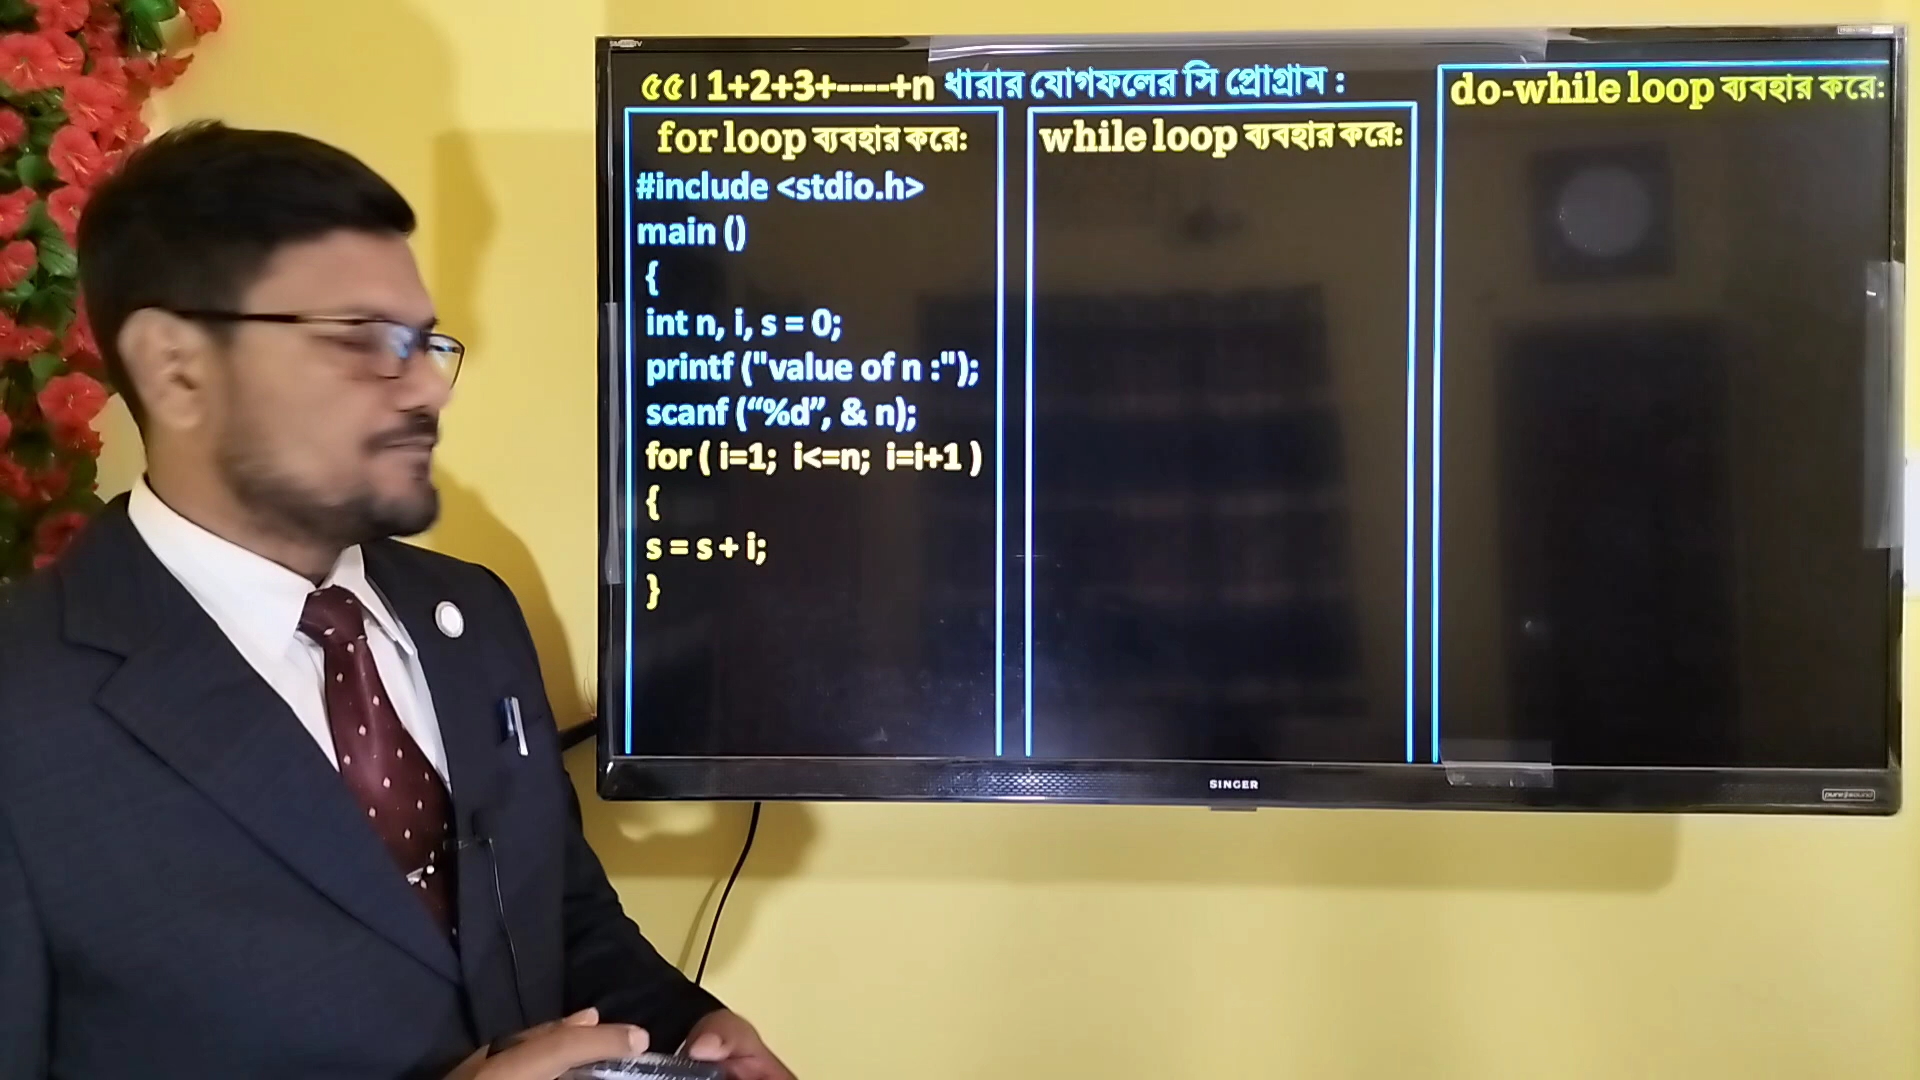 ৫৫। 1+2+3+----+n ধারার যোগফলের সি প্রোগ্রাম :
for loop ব্যবহার করে:
#include <stdio.h>
main ()
{
int n, i, s = 0;
printf ("value of n :");
scanf (“%d”, & n);
for ( i=1; i<=n; i=i+1 )
{
s = s + i;
}
while loop ব্যবহার করে:
do-while loop ব্যবহার করে:
SINGER